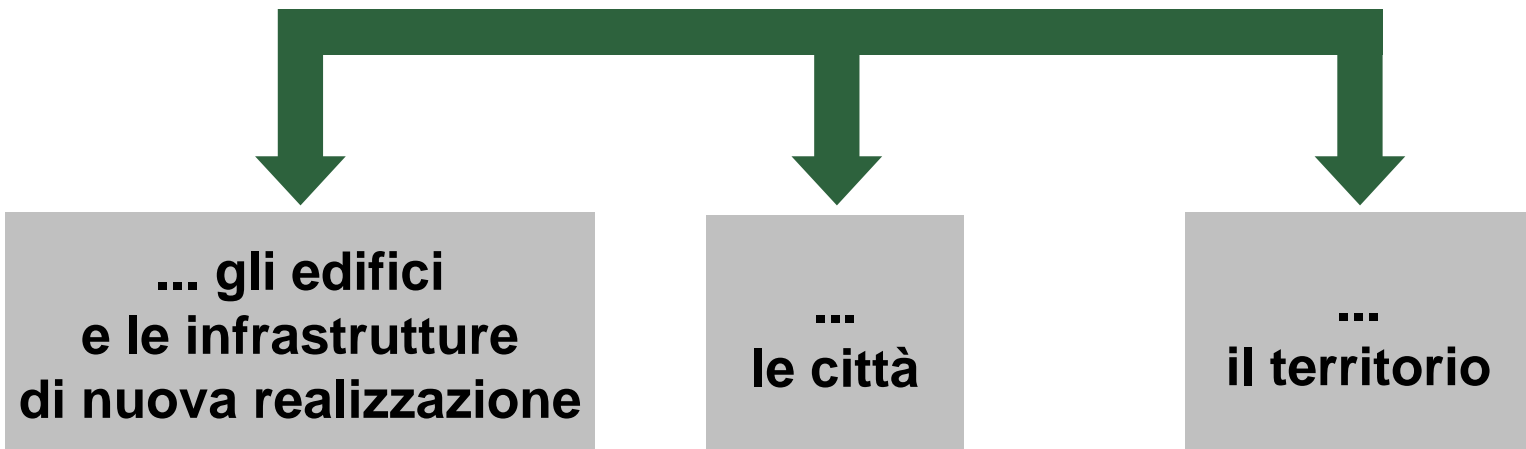 ... gli edifici
e le infrastrutture
di nuova realizzazione
...
le città
...
il territorio